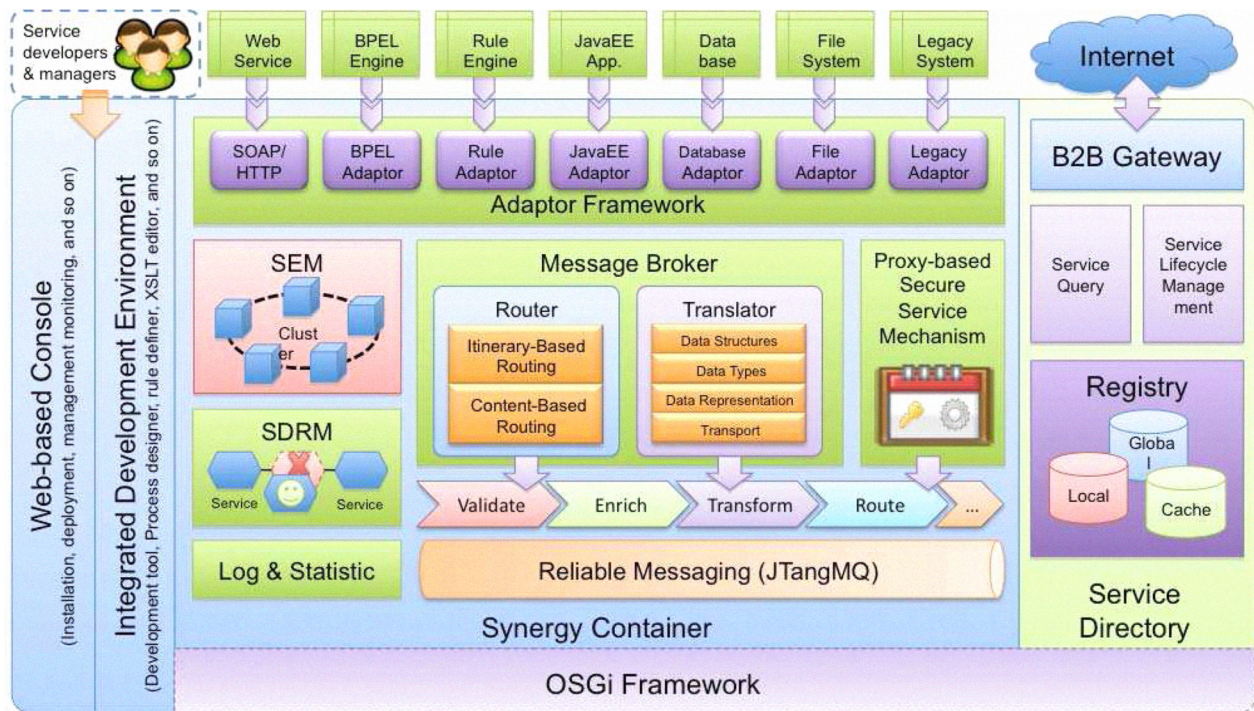 Service
developers
& managers
Web
Service
BPEL
Engine
Rule
Engine
JavaEE
App.
Data
base
File
System
Legacy
System
Internet
SOAP/
HTTP
BPEL
Adaptor
Rule
Adaptor
JavaEE
Adaptor
Database
Adaptor
File
Adaptor
Legacy
Adaptor
Adaptor Framework
B2B Gateway
Web-based Console
(Installation, deployment, management monitoring, and so on)
Integrated Development Environment
(Development tool, Process designer, rule definer, XSLT editor, and so on)
SEM
Clust
er
Message Broker
Router
Itinerary-Based
Routing
Content-Based
Routing
Translator
Data Structures
Data Types
Data Representation
Transport
Proxy-based
Secure
Service
Mechanism
Service
Query
Service
Lifecycle
Manage
ment
SDRM
Service
Service
Registry
Globa
l
Local
Cache
Validate
Enrich
Transform
Route
...
Log & Statistic
Reliable Messaging (JTangMQ)
Synergy Container
Service
Directory
OSGi Framework